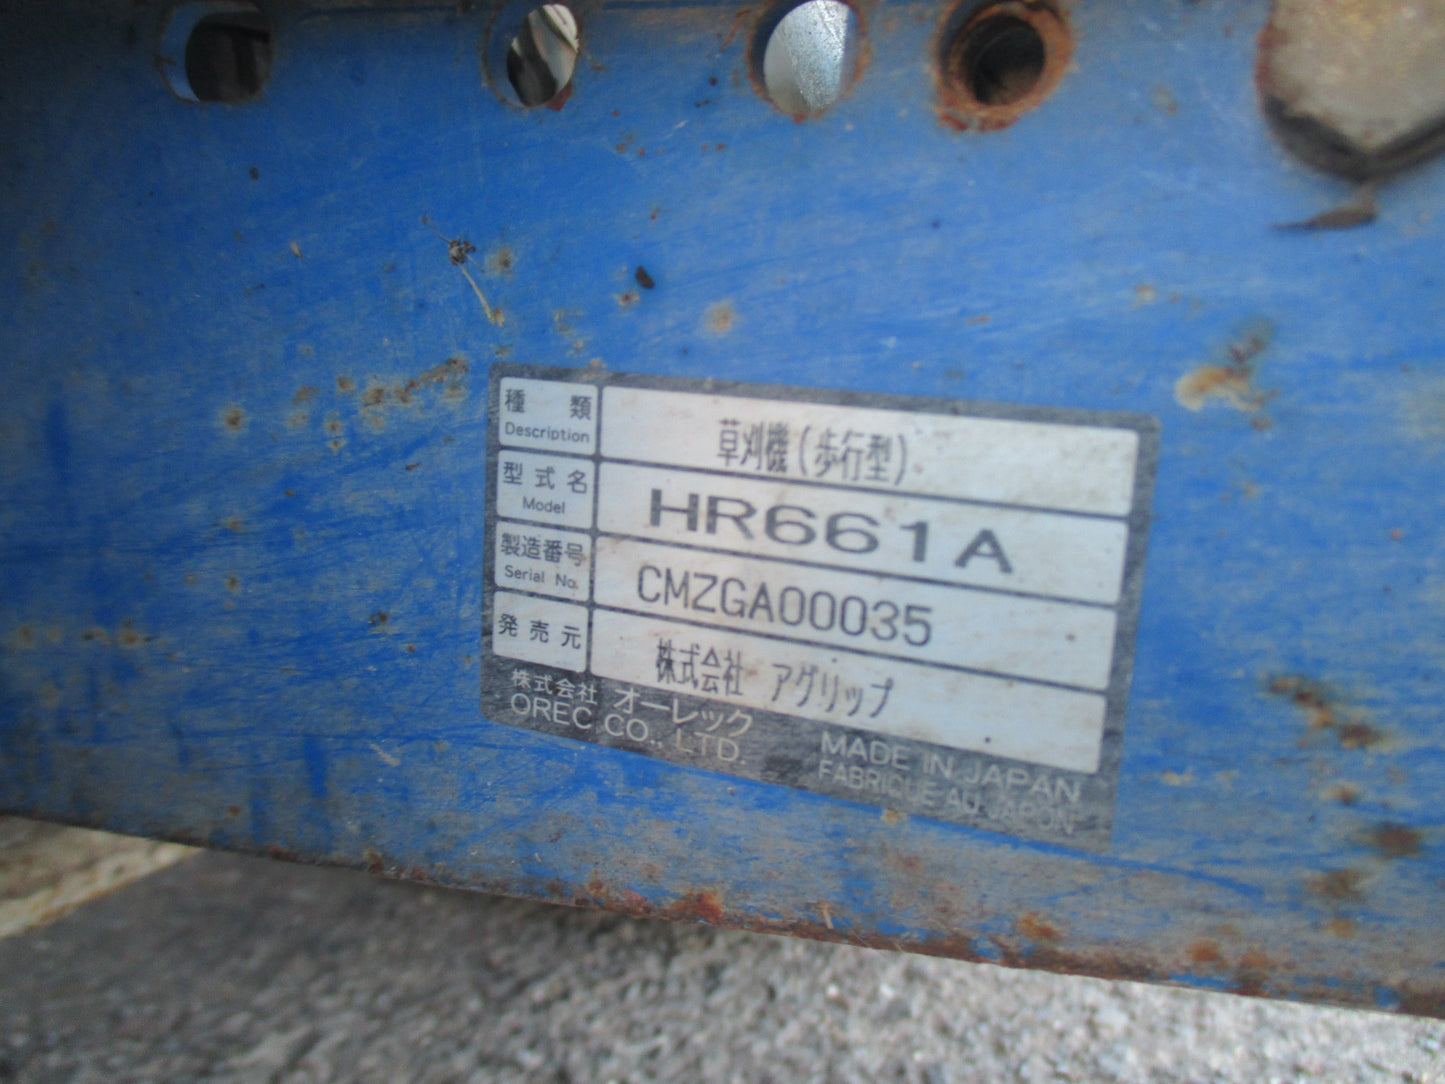 種類 草刈機(歩行型)
Description
型式名 HR661A
Model
製造番号 CMZGA00035
Serial No.
発売元 株式会社 アグリップ
株式会社 オーレック
OREC CO., LTD.
MADE IN JAPAN
FABRIQUE AU JAPON